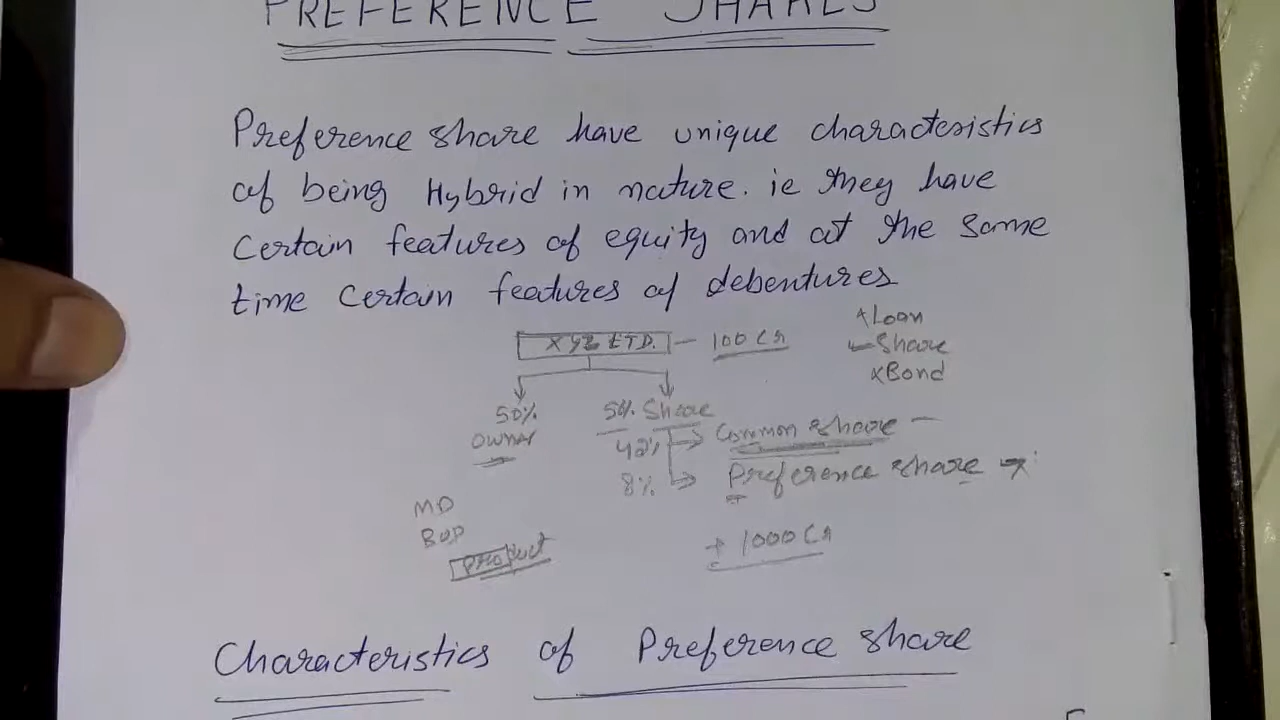 PREFERENCE SHARES
Preference share have unique characteristics
of being Hybrid in nature. ie they have
Certain features of equity and at the same
time Certain features of debentures
Loan
XYZ LTD. — 100 Cr
Share
x Bond
50%
50% Share
OWNER
42%
Common share —
8%
Preference share
MD
BOD
+ 1000 Cr
Product
Characteristics of Preference share